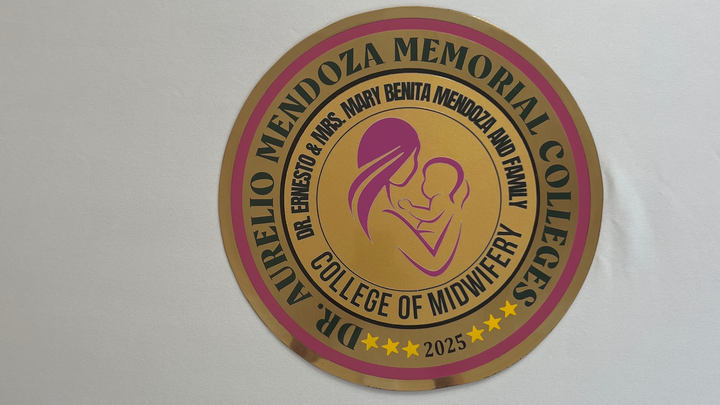 DR. AURELIO MENDOZA MEMORIAL COLLEGES
DR. ERNESTO & MRS. MARY BENITA MENDOZA AND FAMILY
COLLEGE OF MIDWIFERY
2025